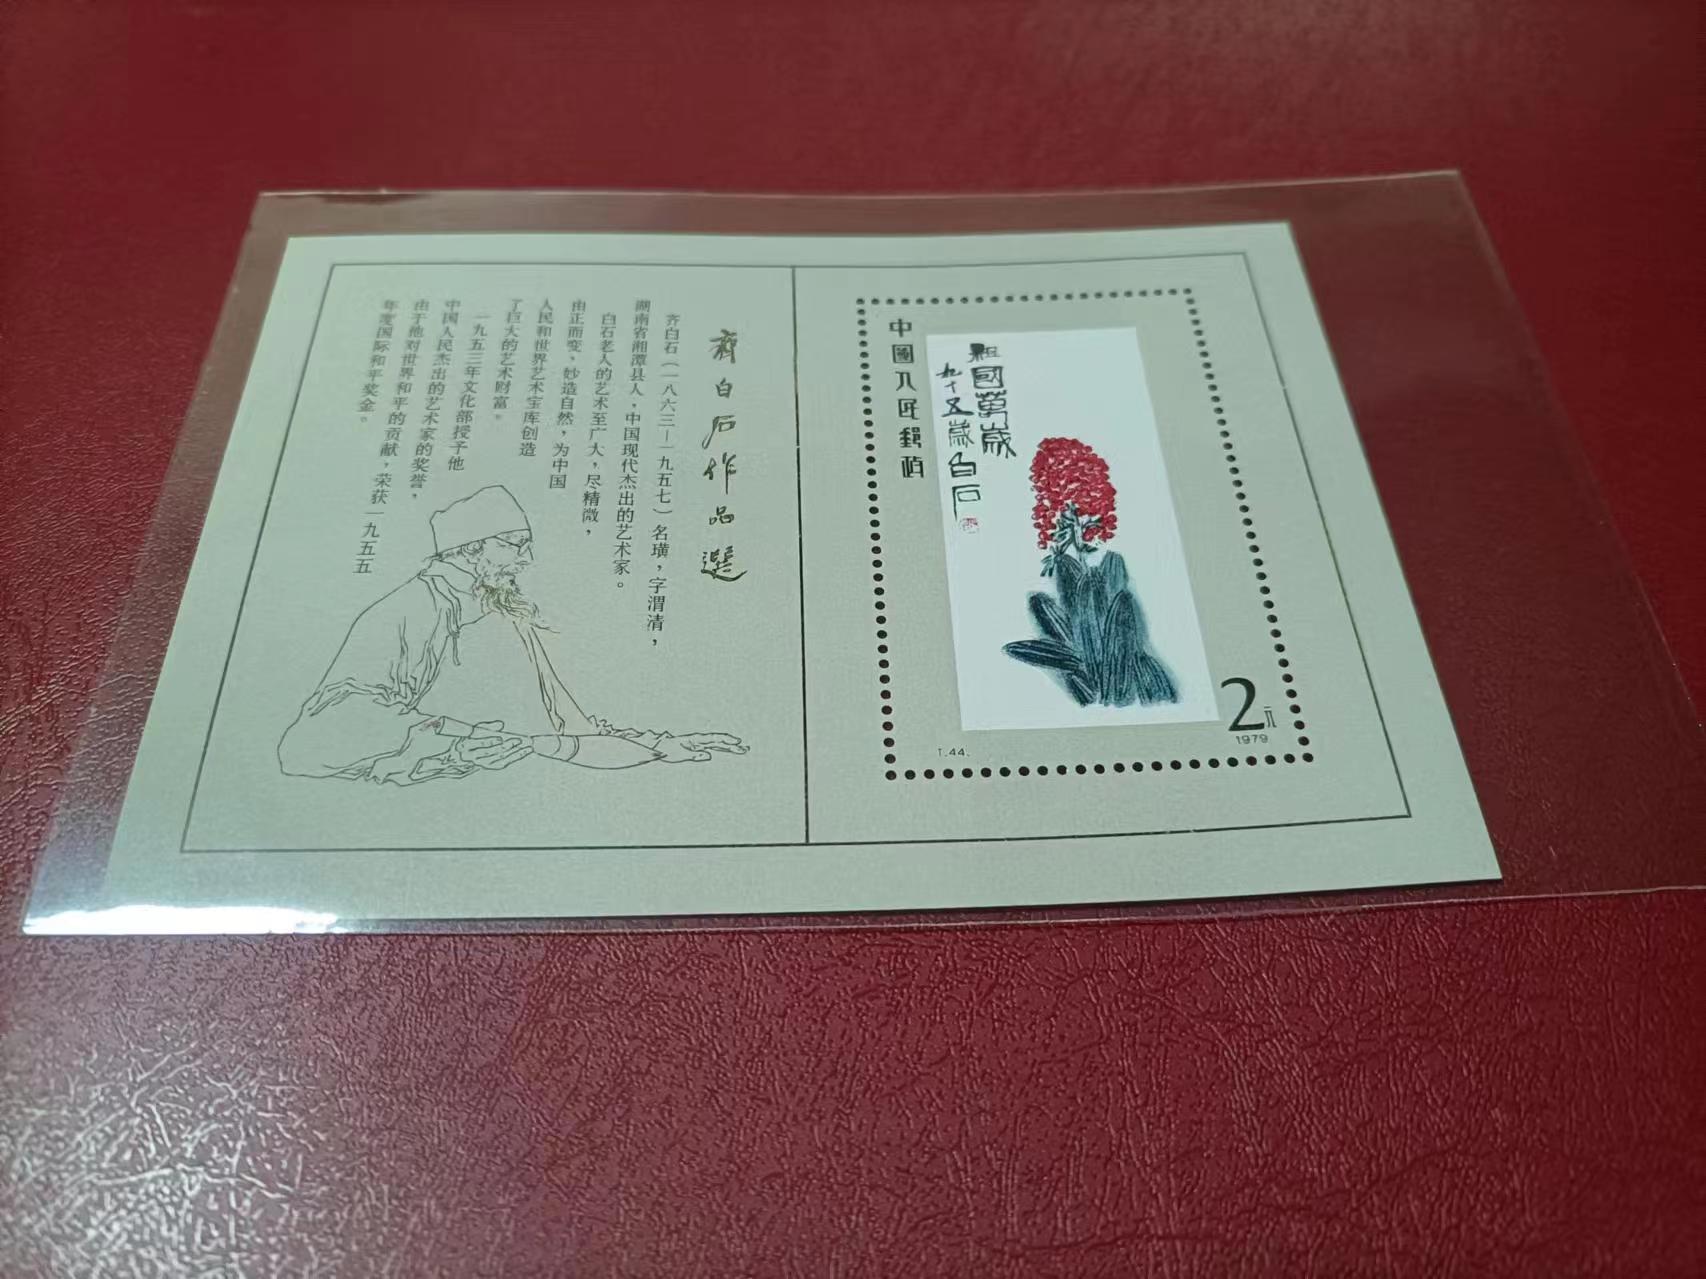 齊白石作品選
齐白石（一八六三—一九五七）名璜，字渭清，
湖南省湘潭县人，中国现代杰出的艺术家。
白石老人的艺术至广大，尽精微，
由正而变，妙造自然，为中国
人民和世界艺术宝库创造
了巨大的艺术财富。
一九五三年文化部授予他
中国人民杰出的艺术家的奖誉，
由于他对世界和平的贡献，荣获一九五五
年度国际和平奖金。
中國人民郵政
祖國萬歲
九十五歲白石
2元
1979
T.44.